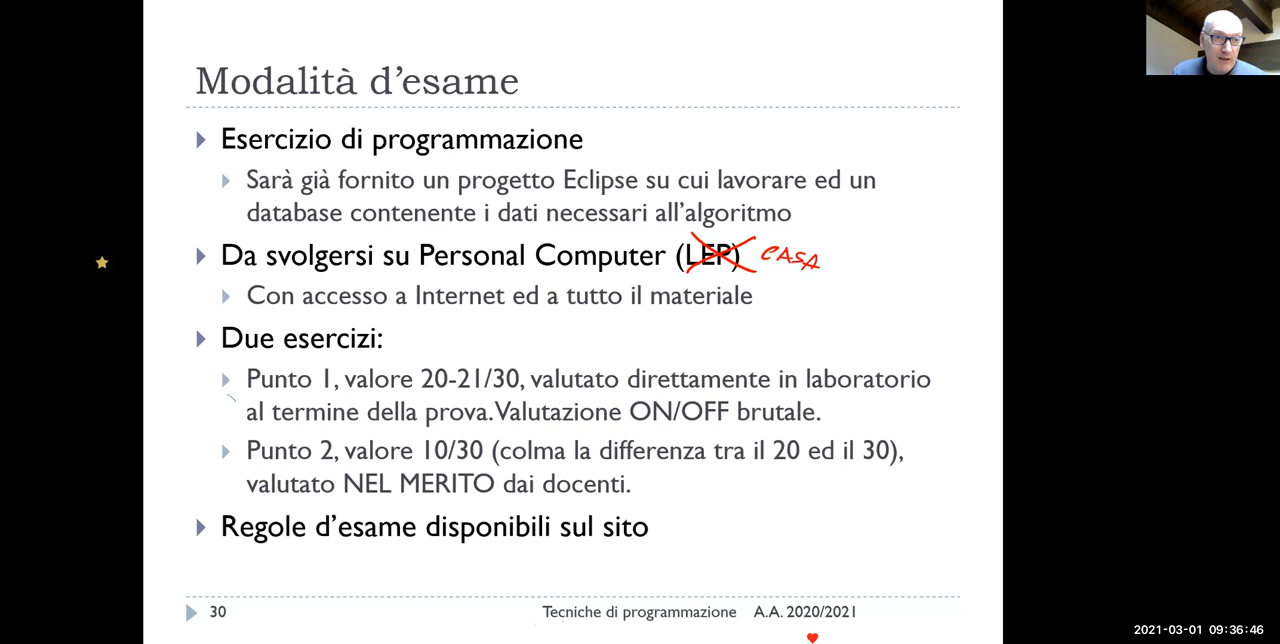 Modalità d'esame
Esercizio di programmazione
Sarà già fornito un progetto Eclipse su cui lavorare ed un
database contenente i dati necessari all'algoritmo
Da svolgersi su Personal Computer (LEP) CASA
Con accesso a Internet ed a tutto il materiale
Due esercizi:
Punto 1, valore 20-21/30, valutato direttamente in laboratorio
al termine della prova. Valutazione ON/OFF brutale.
Punto 2, valore 10/30 (colma la differenza tra il 20 ed il 30),
valutato NEL MERITO dai docenti.
Regole d'esame disponibili sul sito
30 Tecniche di programmazione A.A. 2020/2021
2021-03-01 09:36:46